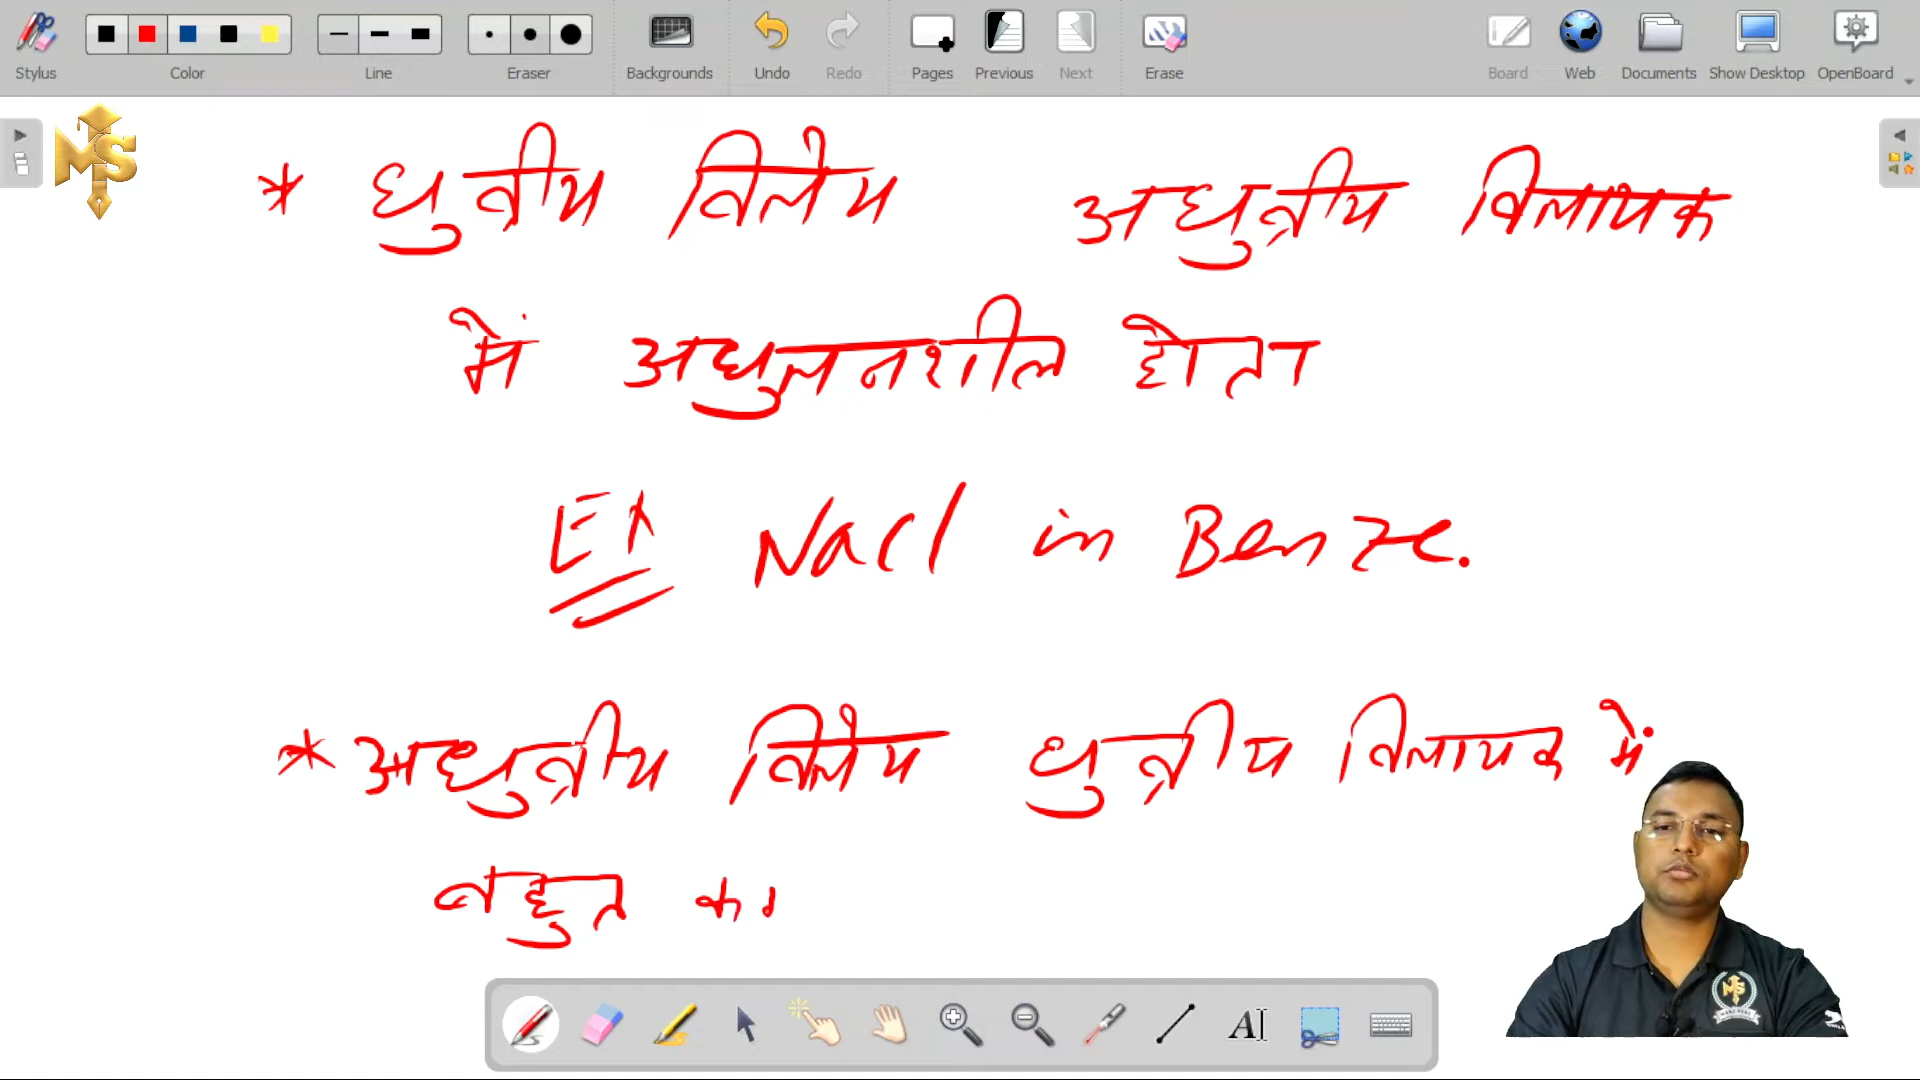 Stylus Color Line Eraser Backgrounds Undo Redo Pages Previous Next Erase Board Web Documents Show Desktop OpenBoard
MS
* ध्रुवीय विलेय अध्रुवीय विलायक
में अघुलनशील होता
Ex NaCl in Benze.
* अध्रुवीय विलेय ध्रुवीय विलायक में
बहुत